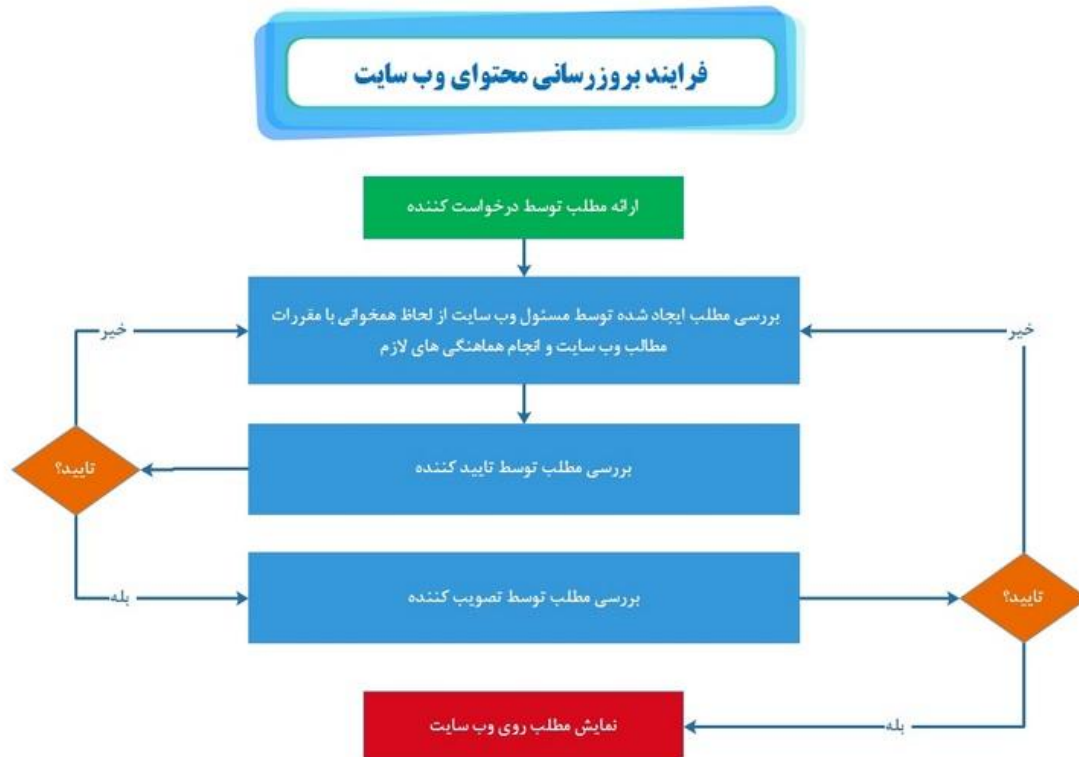 فرایند بروزرسانی محتوای وب سایت
ارائه مطلب توسط درخواست کننده
بررسی مطلب ایجاد شده توسط مسئول وب سایت از لحاظ همخوانی با مقررات
مطالب وب سایت و انجام هماهنگی های لازم
خیر
خیر
بررسی مطلب توسط تایید کننده
تایید؟
بررسی مطلب توسط تصویب کننده
بله
تایید؟
نمایش مطلب روی وب سایت
بله